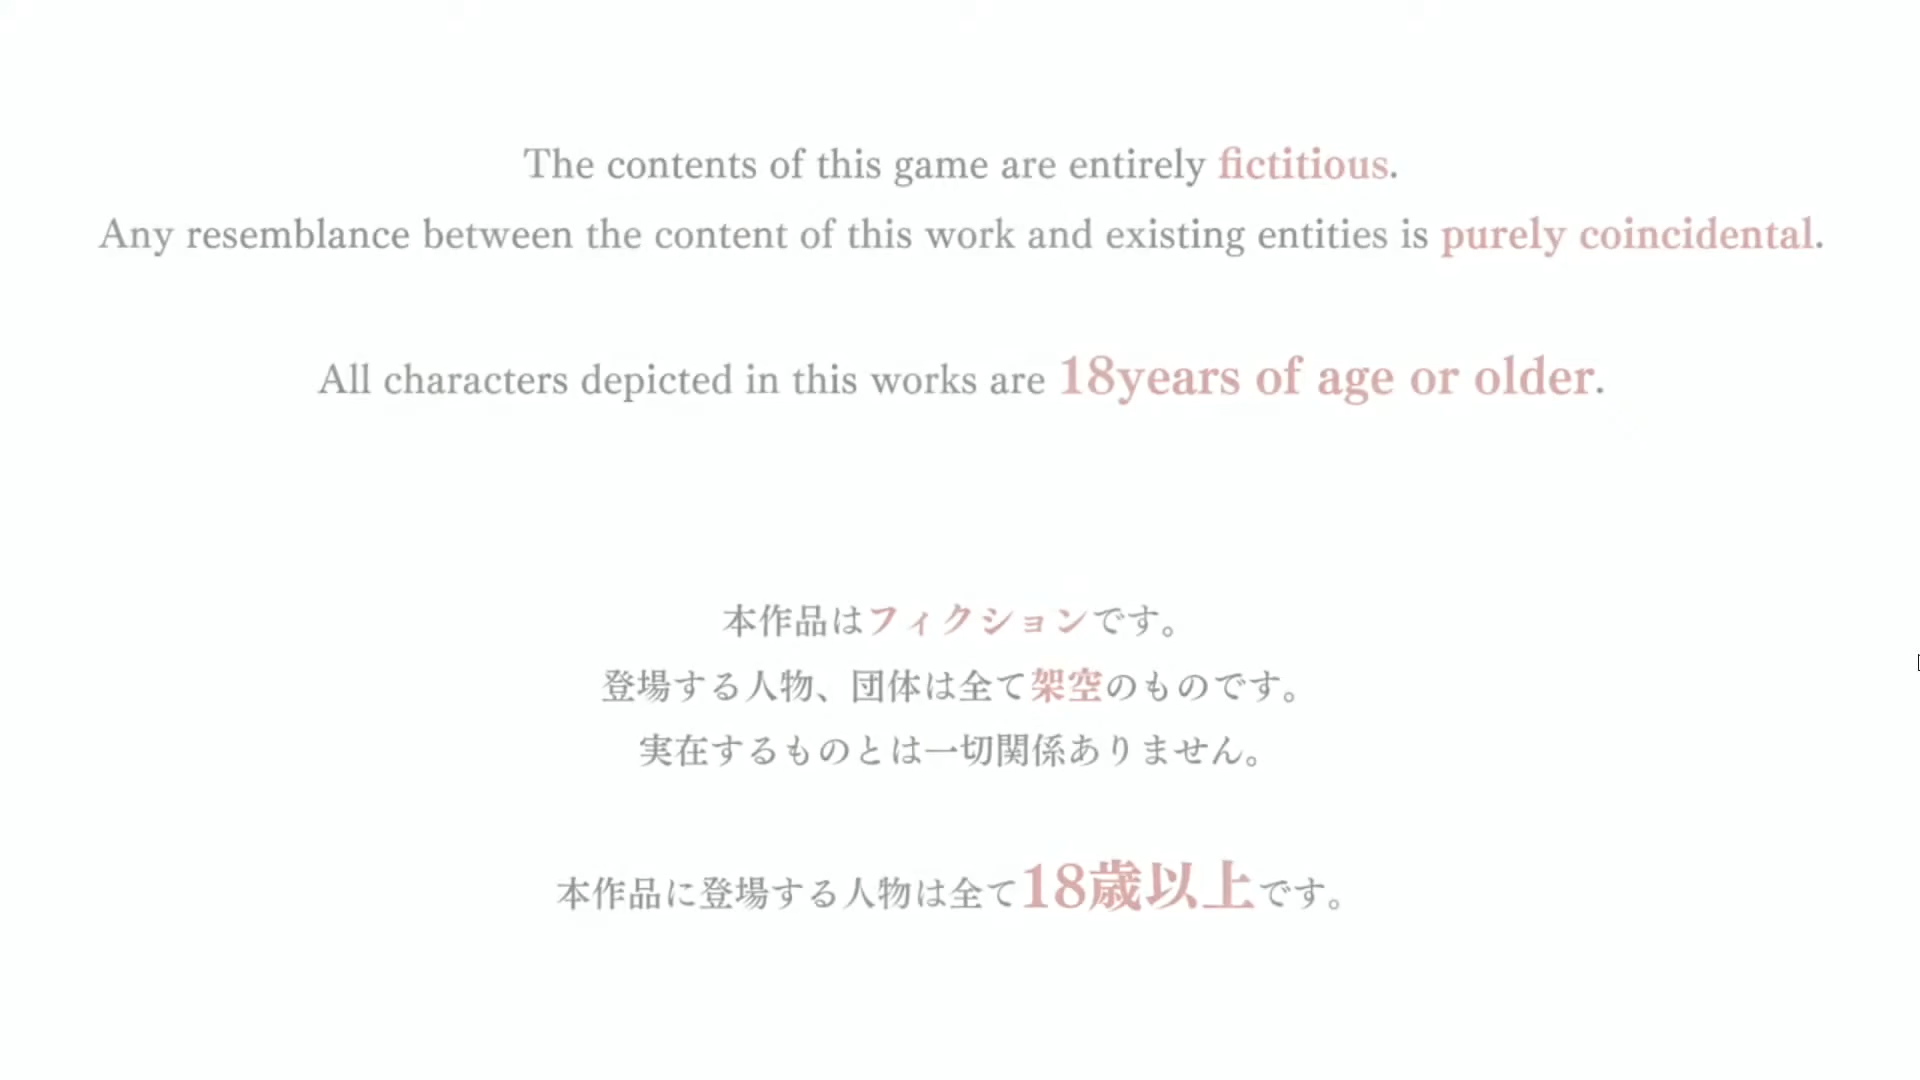 The contents of this game are entirely fictitious.
Any resemblance between the content of this work and existing entities is purely coincidental.
All characters depicted in this works are 18years of age or older.
本作品はフィクションです。
登場する人物、団体は全て架空のものです。
実在するものとは一切関係ありません。
本作品に登場する人物は全て18歳以上です。